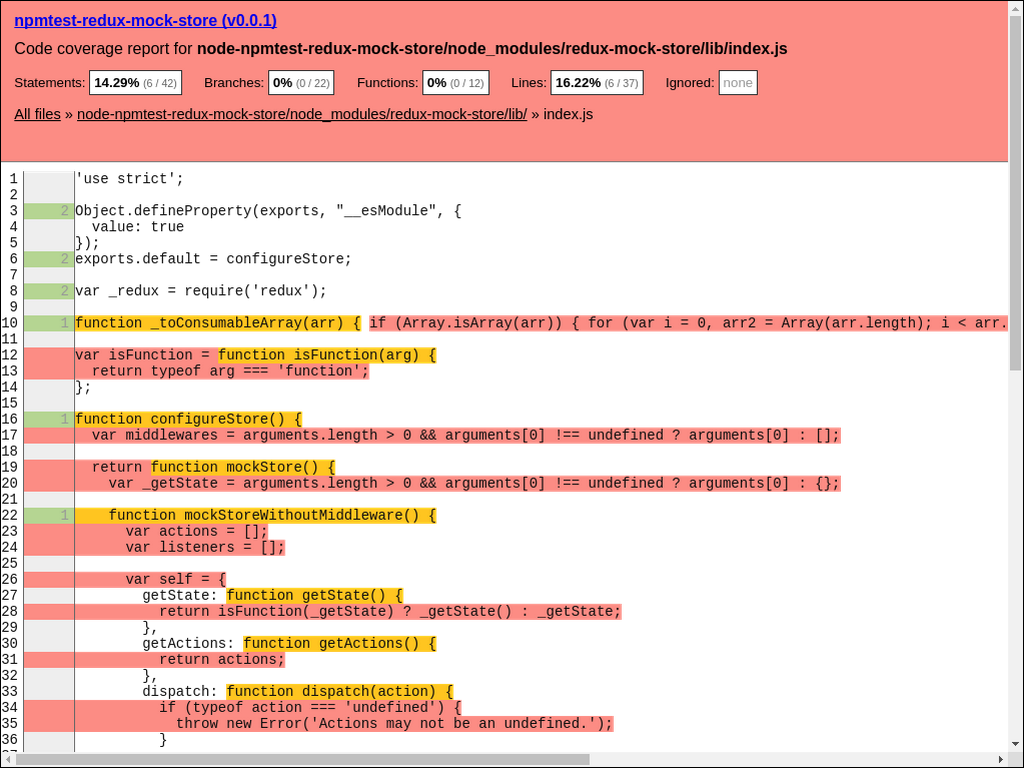 npmtest-redux-mock-store (v0.0.1)
Code coverage report for node-npmtest-redux-mock-store/node_modules/redux-mock-store/lib/index.js
Statements: 14.29% (6 / 42) Branches: 0% (0 / 22) Functions: 0% (0 / 12) Lines: 16.22% (6 / 37) Ignored: none
All files » node-npmtest-redux-mock-store/node_modules/redux-mock-store/lib/ » index.js
1 'use strict';
2
3 2 Object.defineProperty(exports, "__esModule", {
4   value: true
5 });
6 2 exports.default = configureStore;
7
8 2 var _redux = require('redux');
9
10 1 function _toConsumableArray(arr) { if (Array.isArray(arr)) { for (var i = 0, arr2 = Array(arr.length); i < arr.
11
12 var isFunction = function isFunction(arg) {
13   return typeof arg === 'function';
14 };
15
16 1 function configureStore() {
17   var middlewares = arguments.length > 0 && arguments[0] !== undefined ? arguments[0] : [];
18
19   return function mockStore() {
20     var _getState = arguments.length > 0 && arguments[0] !== undefined ? arguments[0] : {};
21
22 1     function mockStoreWithoutMiddleware() {
23       var actions = [];
24       var listeners = [];
25
26       var self = {
27         getState: function getState() {
28           return isFunction(_getState) ? _getState() : _getState;
29         },
30         getActions: function getActions() {
31           return actions;
32         },
33         dispatch: function dispatch(action) {
34           if (typeof action === 'undefined') {
35             throw new Error('Actions may not be an undefined.');
36           }